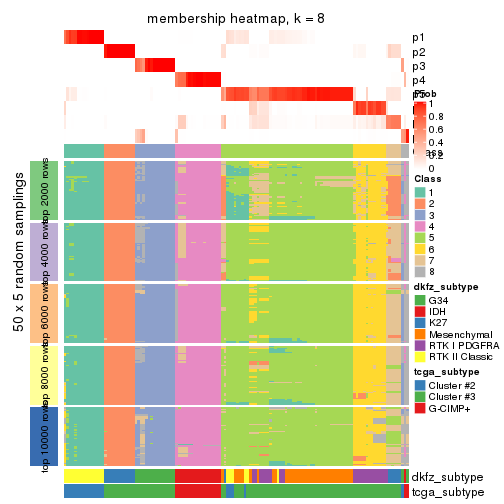 membership heatmap, k = 8
p1
p2
p3
p4
Prob
1
0.8
0.6
0.4
0.2
0
Class
1
2
3
4
5
6
7
8
dkfz_subtype
G34
IDH
K27
Mesenchymal
RTK I PDGFRA
RTK II Classic
tcga_subtype
Cluster #2
Cluster #3
G-CIMP+
50 x 5 random samplings
top 2000 rows
top 4000 rows
top 6000 rows
top 8000 rows
top 10000 rows
dkfz_subtype
tcga_subtype